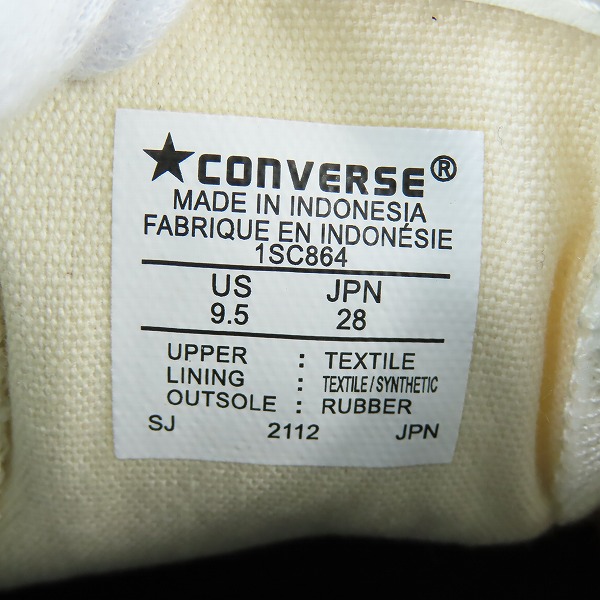 ★CONVERSE®
MADE IN INDONESIA
FABRIQUE EN INDONÉSIE
1SC864
US JPN
9.5 28
UPPER : TEXTILE
LINING : TEXTILE/SYNTHETIC
OUTSOLE : RUBBER
SJ 2112 JPN